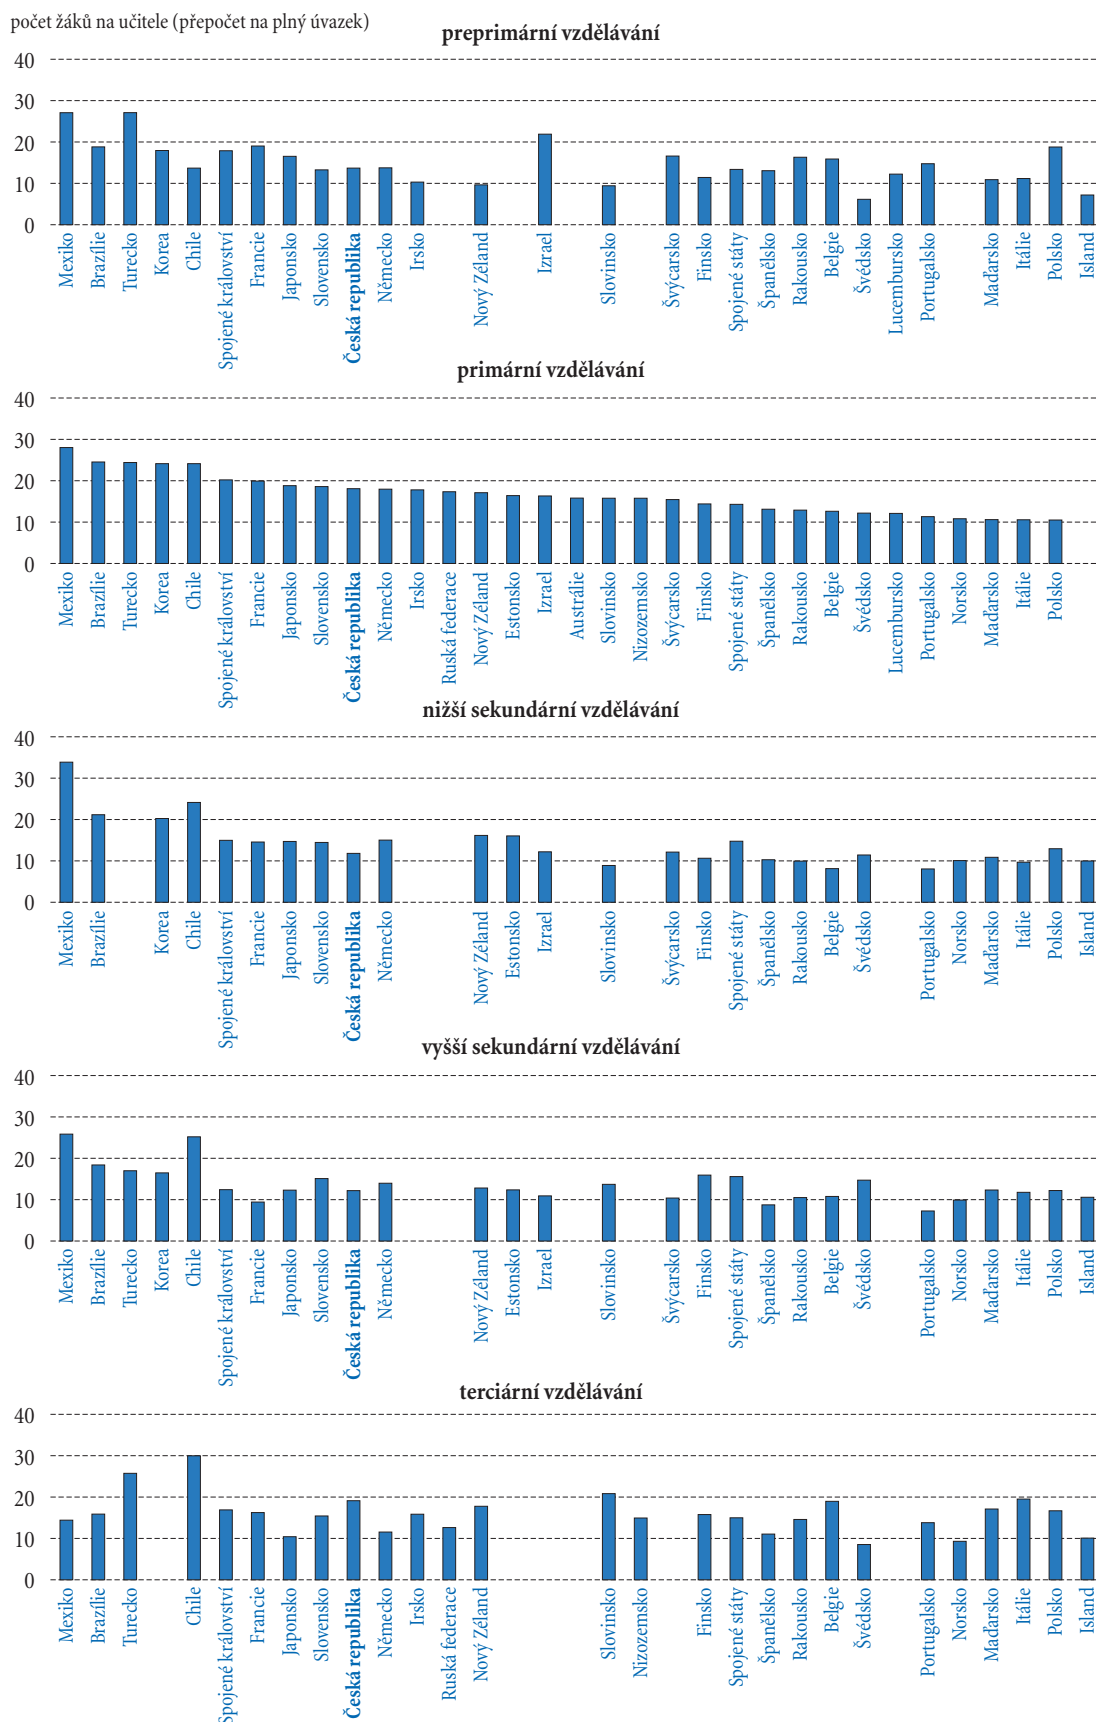 počet žáků na učitele (přepočet na plný úvazek)
preprimární vzdělávání
40
30
20
10
0
Mexiko
Brazílie
Turecko
Korea
Chile
Spojené království
Francie
Japonsko
Slovensko
Česká republika
Německo
Irsko
Nový Zéland
Izrael
Slovinsko
Švýcarsko
Finsko
Spojené státy
Španělsko
Rakousko
Belgie
Švédsko
Lucembursko
Portugalsko
Maďarsko
Itálie
Polsko
Island
primární vzdělávání
40
30
20
10
0
Mexiko
Brazílie
Turecko
Korea
Chile
Spojené království
Francie
Japonsko
Slovensko
Česká republika
Německo
Irsko
Ruská federace
Nový Zéland
Estonsko
Izrael
Austrálie
Slovinsko
Nizozemsko
Švýcarsko
Finsko
Spojené státy
Španělsko
Rakousko
Belgie
Švédsko
Lucembursko
Portugalsko
Norsko
Maďarsko
Itálie
Polsko
nižší sekundární vzdělávání
40
30
20
10
0
Mexiko
Brazílie
Korea
Chile
Spojené království
Francie
Japonsko
Slovensko
Česká republika
Německo
Nový Zéland
Estonsko
Izrael
Slovinsko
Švýcarsko
Finsko
Spojené státy
Španělsko
Rakousko
Belgie
Švédsko
Portugalsko
Norsko
Maďarsko
Itálie
Polsko
Island
vyšší sekundární vzdělávání
40
30
20
10
0
Mexiko
Brazílie
Turecko
Korea
Chile
Spojené království
Francie
Japonsko
Slovensko
Česká republika
Německo
Nový Zéland
Estonsko
Izrael
Slovinsko
Švýcarsko
Finsko
Spojené státy
Španělsko
Rakousko
Belgie
Švédsko
Portugalsko
Norsko
Maďarsko
Itálie
Polsko
Island
terciární vzdělávání
40
30
20
10
0
Mexiko
Brazílie
Turecko
Chile
Spojené království
Francie
Japonsko
Slovensko
Česká republika
Německo
Irsko
Ruská federace
Nový Zéland
Slovinsko
Nizozemsko
Finsko
Spojené státy
Španělsko
Rakousko
Belgie
Švédsko
Portugalsko
Norsko
Maďarsko
Itálie
Polsko
Island